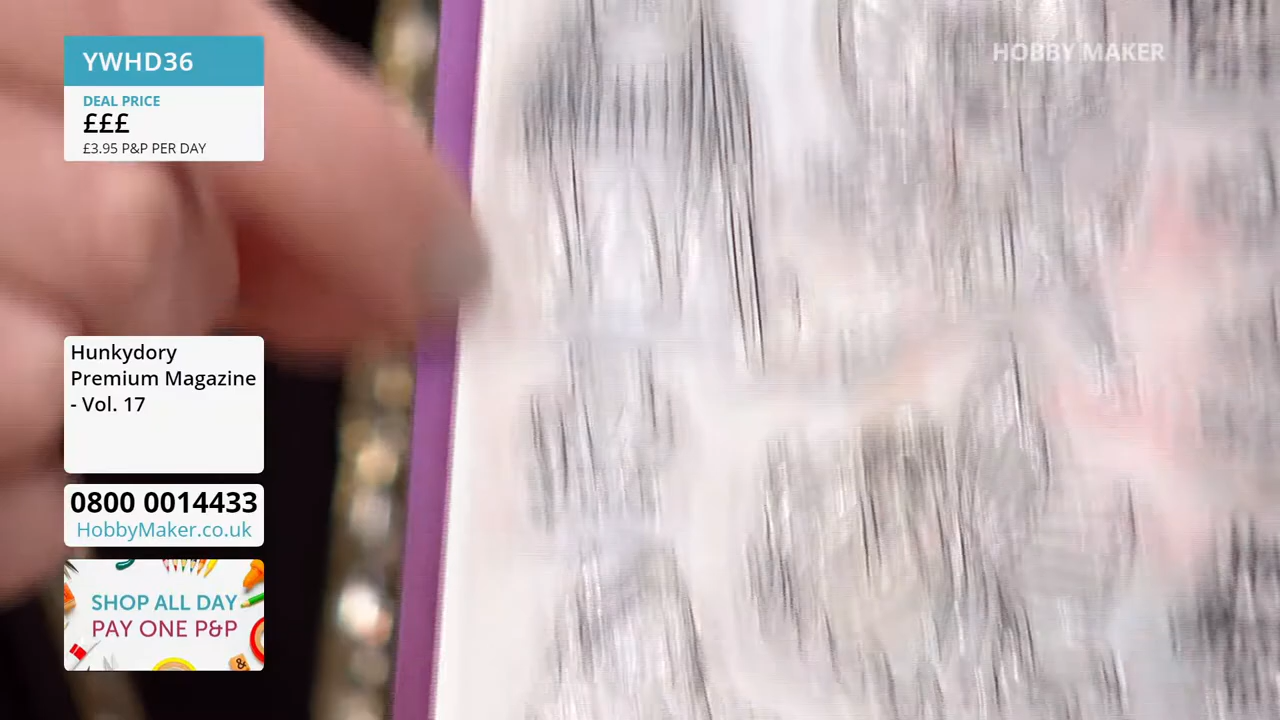 YWHD36
DEAL PRICE
£££
£3.95 P&P PER DAY
HOBBY MAKER
Hunkydory
Premium Magazine
- Vol. 17
0800 0014433
HobbyMaker.co.uk
SHOP ALL DAY
PAY ONE P&P
&